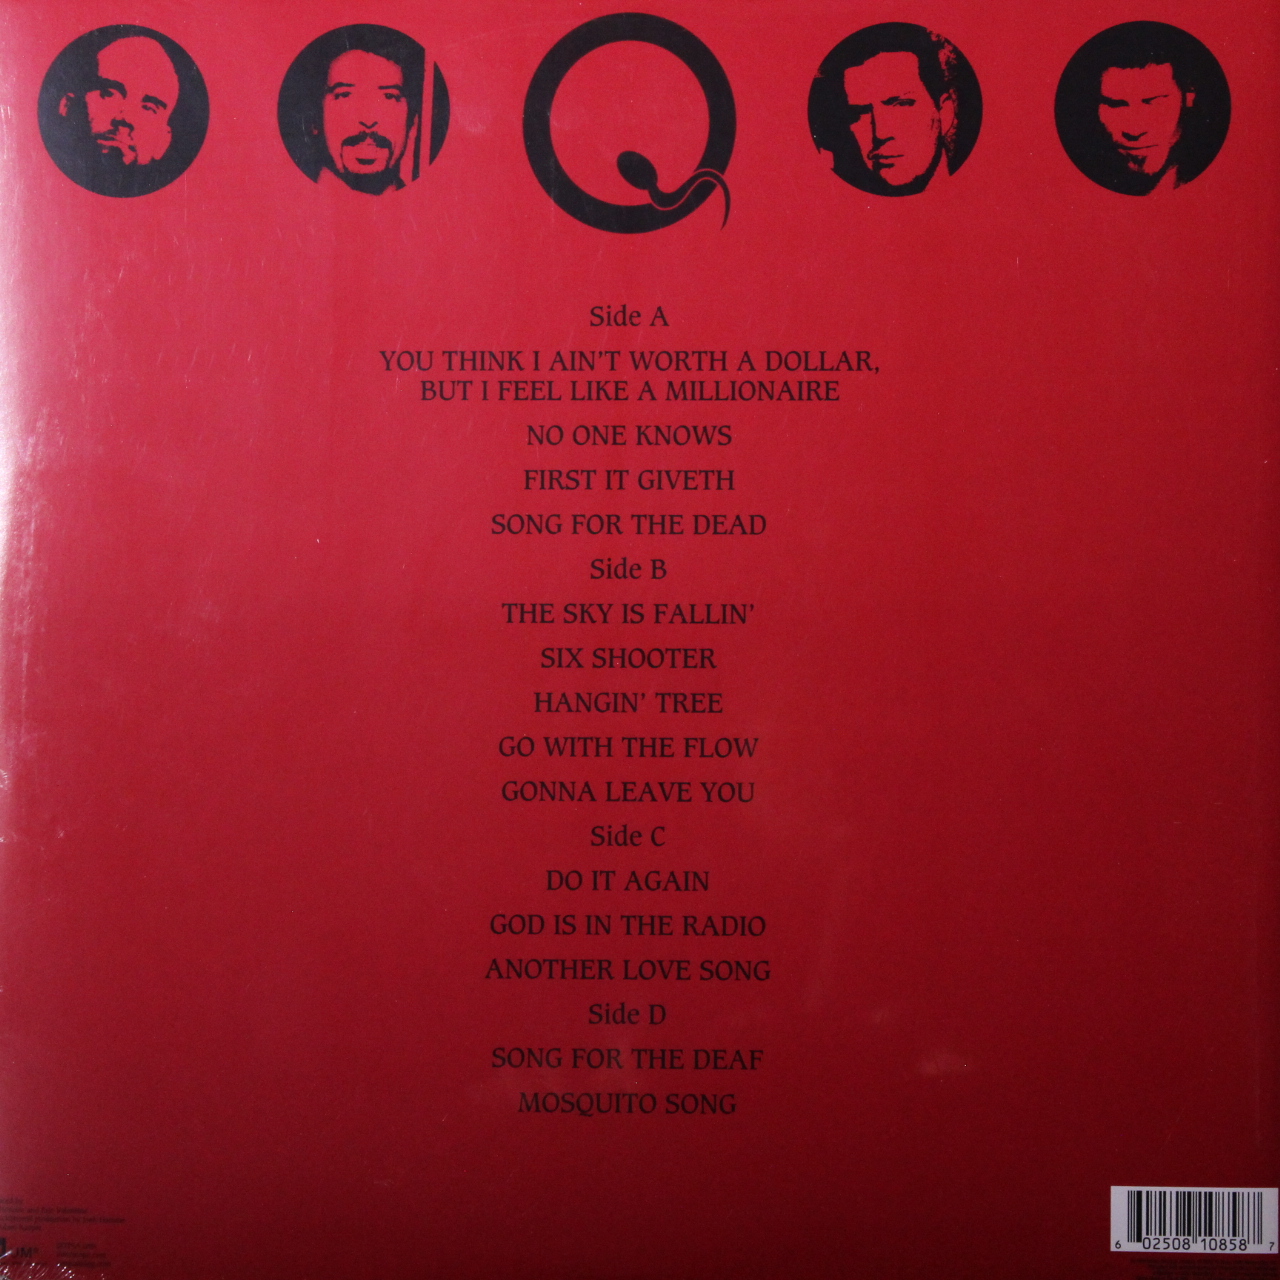 Side A
YOU THINK I AIN'T WORTH A DOLLAR,
BUT I FEEL LIKE A MILLIONAIRE
NO ONE KNOWS
FIRST IT GIVETH
SONG FOR THE DEAD
Side B
THE SKY IS FALLIN'
SIX SHOOTER
HANGIN' TREE
GO WITH THE FLOW
GONNA LEAVE YOU
Side C
DO IT AGAIN
GOD IS IN THE RADIO
ANOTHER LOVE SONG
Side D
SONG FOR THE DEAF
MOSQUITO SONG
6 02508 10858 7